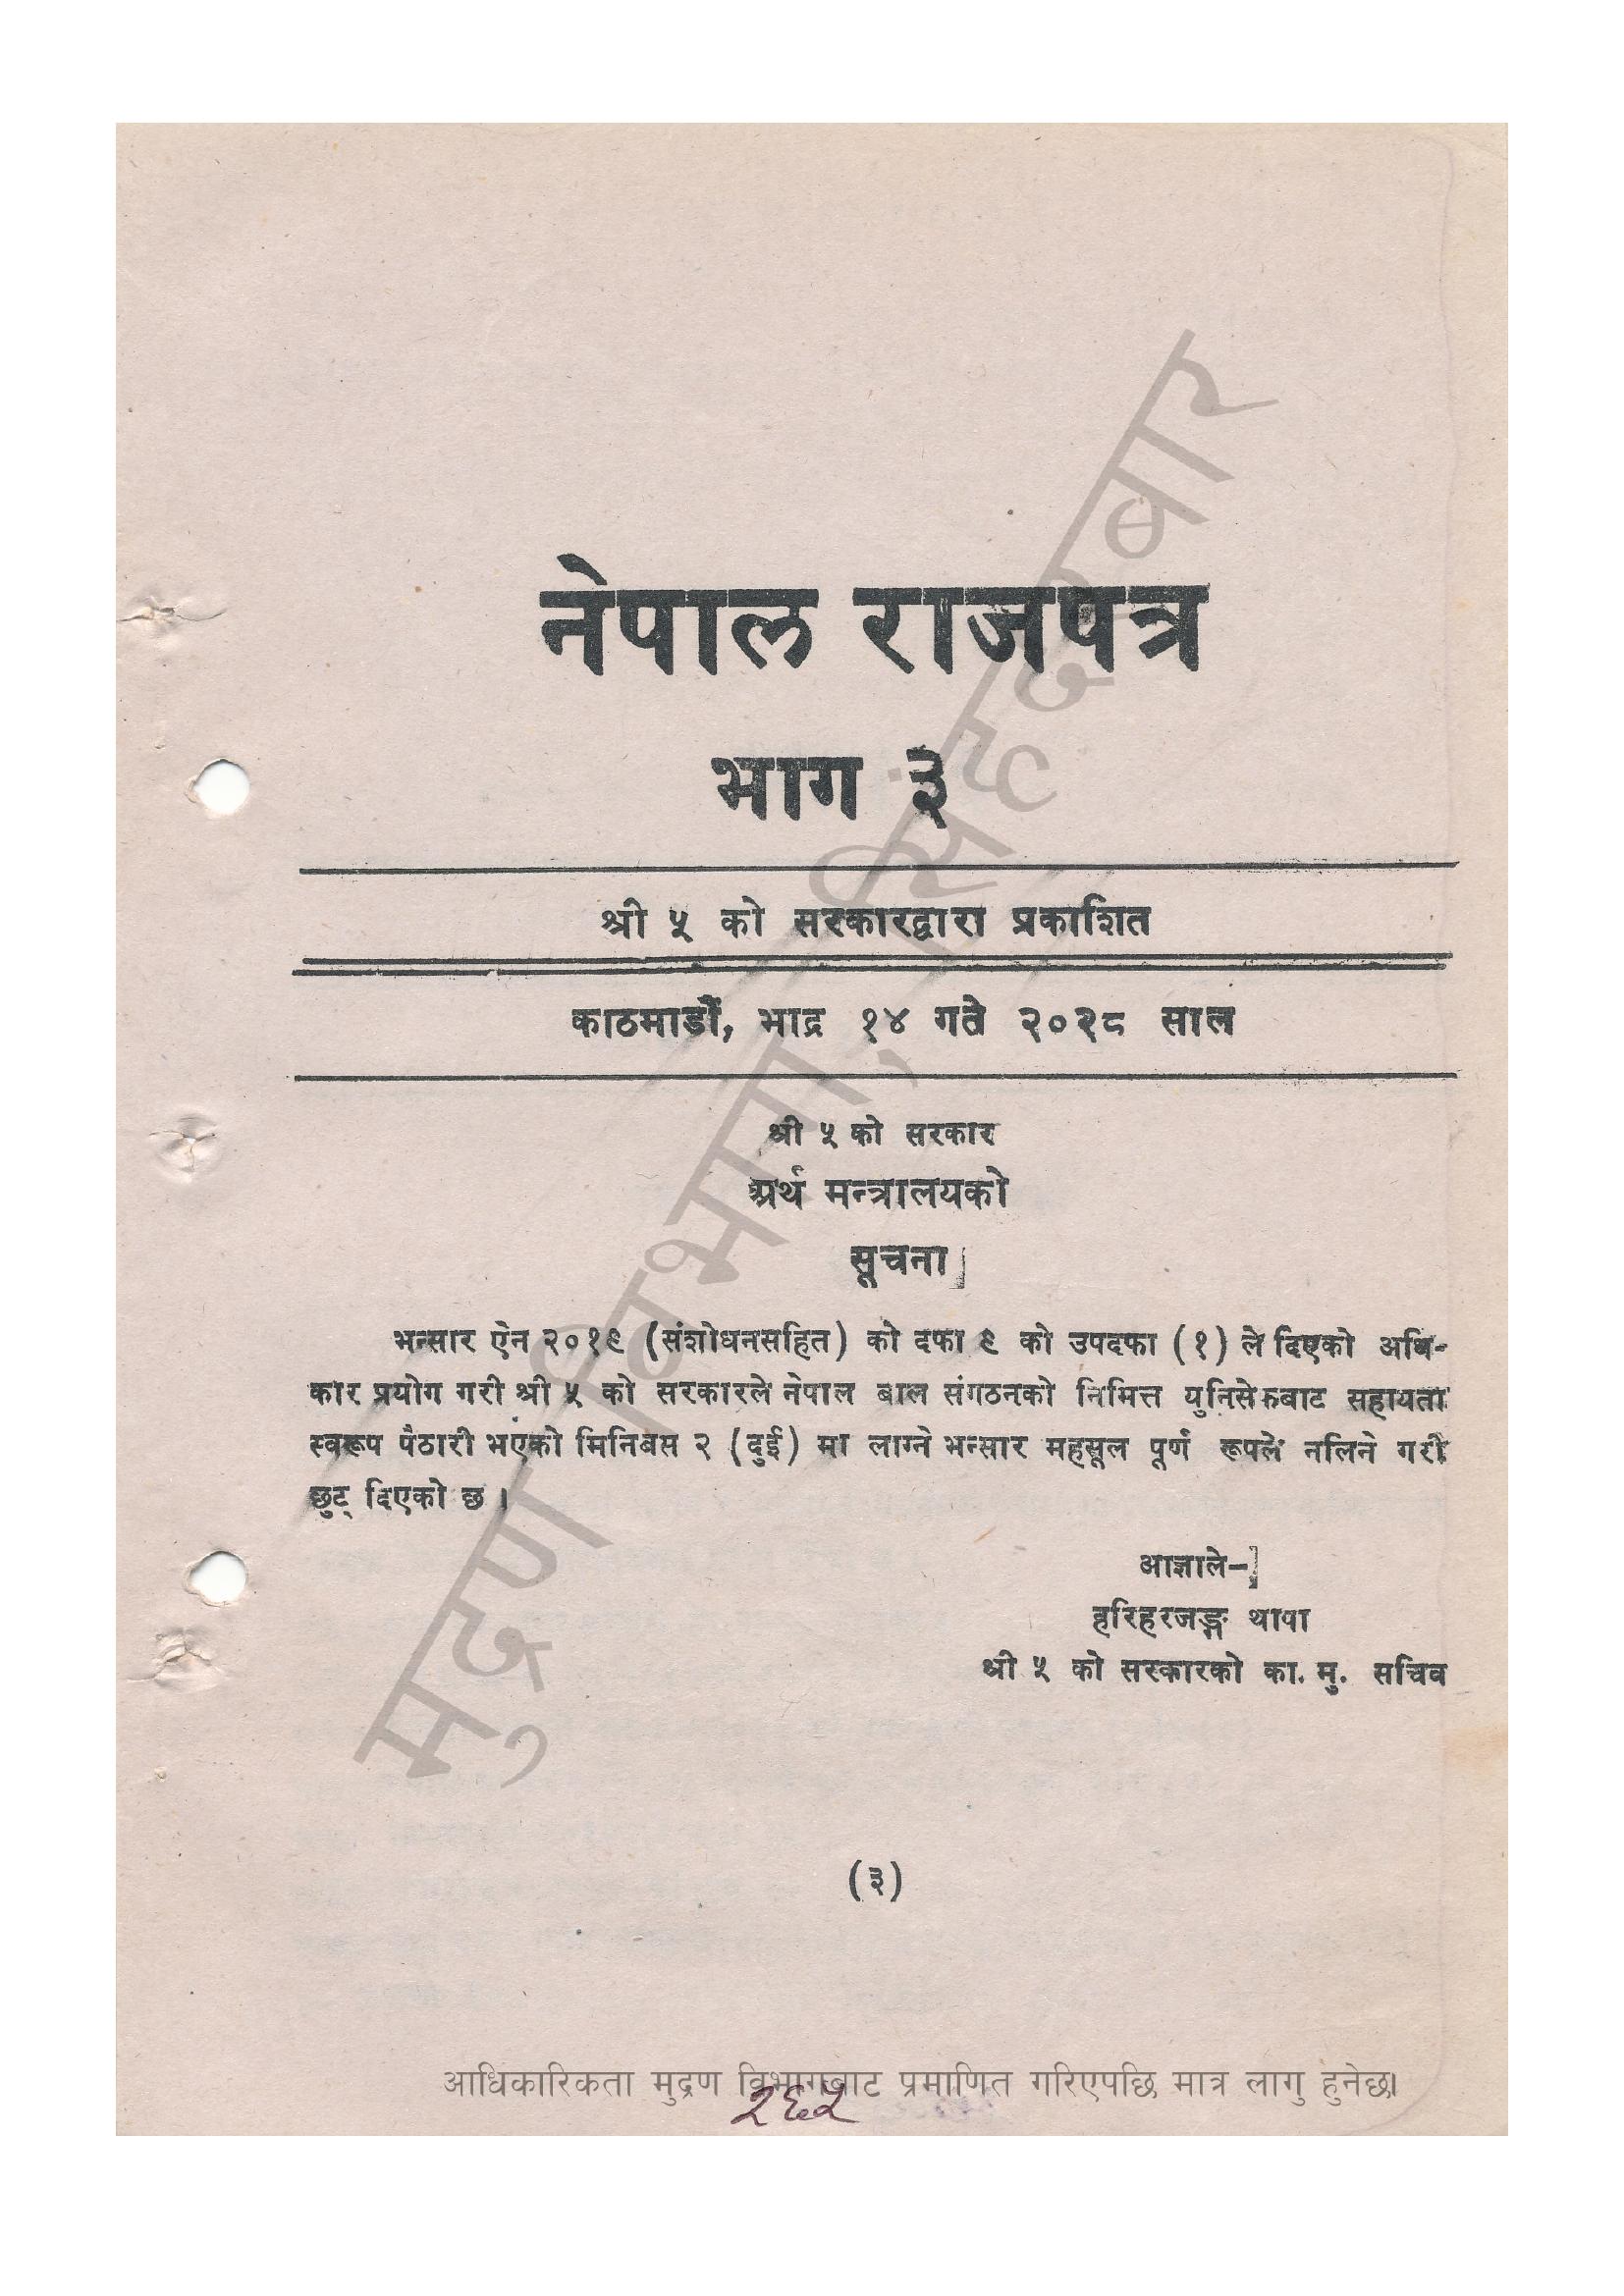 नेपाल राजपत्र
भाग ३
श्री ५ को सरकारद्वारा प्रकाशित
काठमाडौं, भाद्र १४ गते २०२८ साल
श्री ५ को सरकार
अर्थ मन्त्रालयको
सूचना
भन्सार ऐन २०१९ (संशोधनसहित) को दफा ९ को उपदफा (१) ले दिएको अधि-
कार प्रयोग गरी श्री ५ को सरकारले नेपाल बाल संगठनको निमित्त युनिसेफबाट सहायता
स्वरूप पैठारी भएको मिनिबस २ (दुई) मा लाग्ने भन्सार महसूल पूर्ण रूपले नलिने गरी
छुट् दिएको छ।
आज्ञाले-
हरिहरजङ्ग थापा
श्री ५ को सरकारको का. मु. सचिव
(३)
मुद्रण विभाग, सिंहदरबार
आधिकारिकता मुद्रण विभागबाट प्रमाणित गरिएपछि मात्र लागु हुनेछ।
२६५